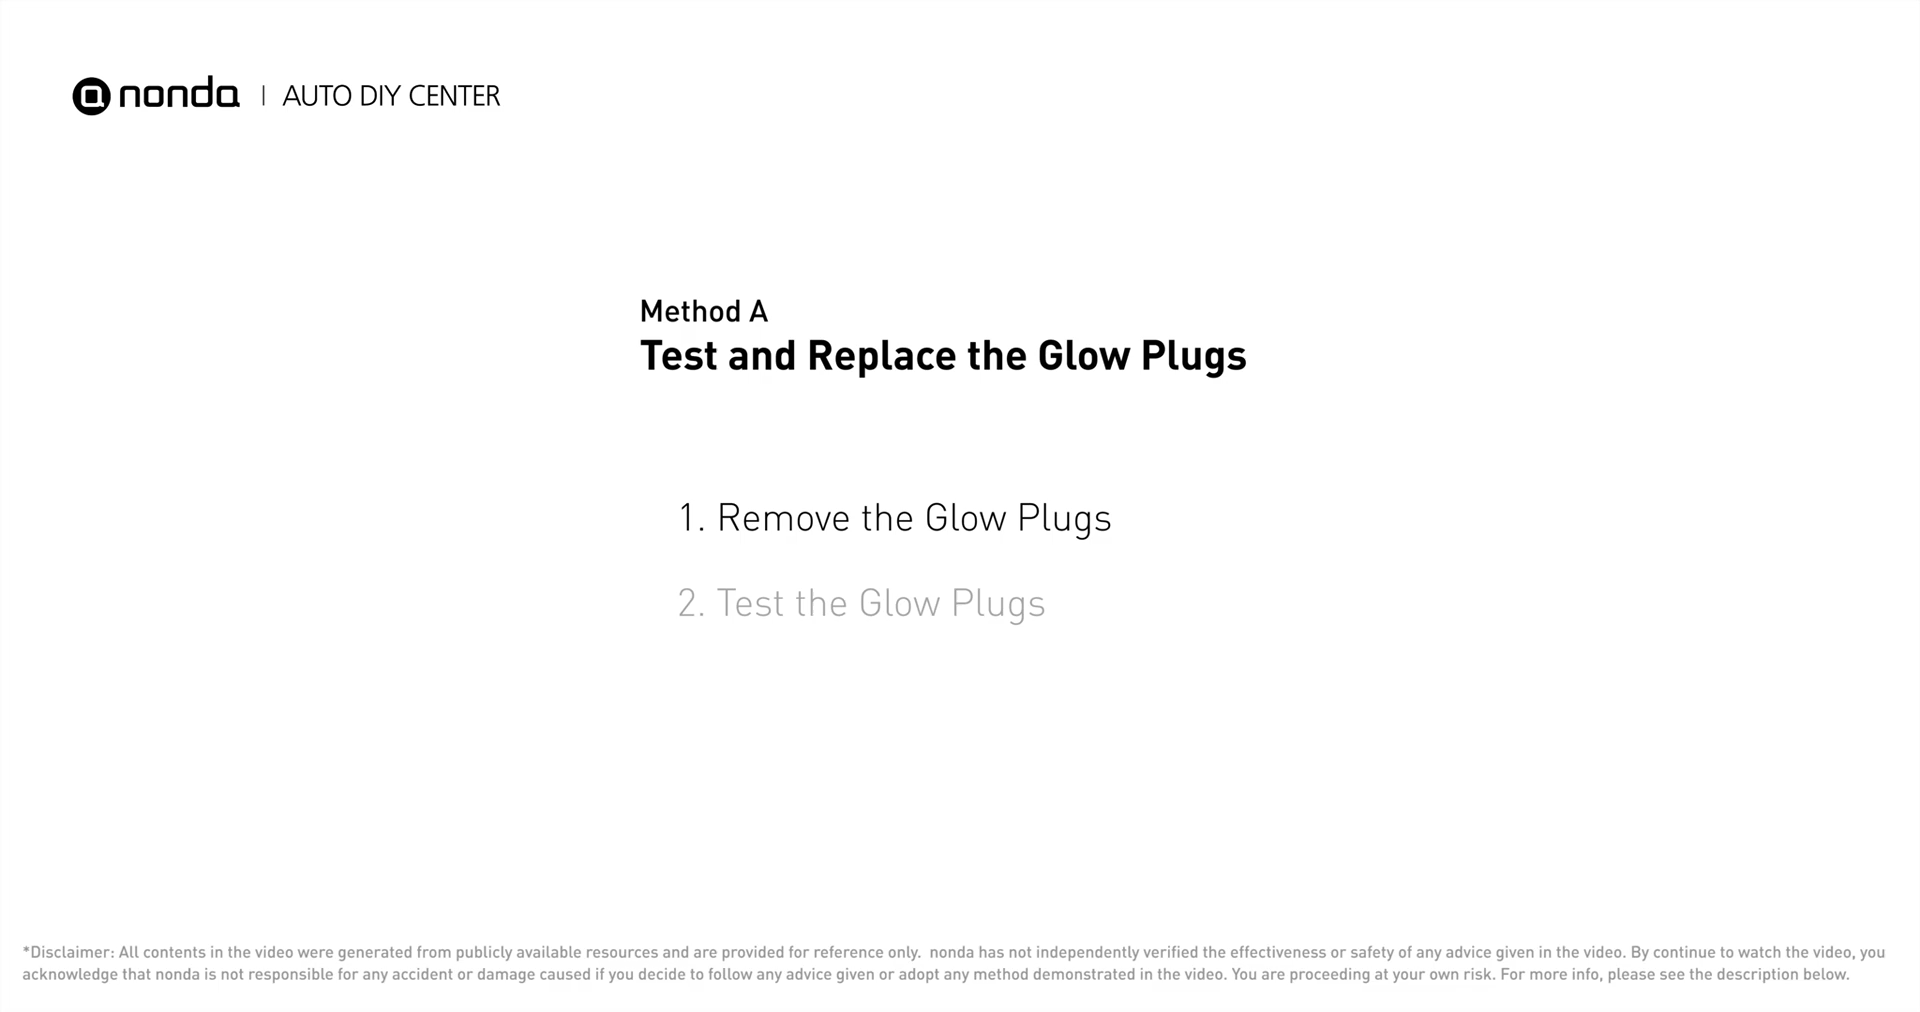 nonda | AUTO DIY CENTER
Method A
Test and Replace the Glow Plugs
1. Remove the Glow Plugs
2. Test the Glow Plugs
*Disclaimer: All contents in the video were generated from publicly available resources and are provided for reference only.  nonda has not independently verified the effectiveness or safety of any advice given in the video. By continue to watch the video, you
acknowledge that nonda is not responsible for any accident or damage caused if you decide to follow any advice given or adopt any method demonstrated in the video. You are proceeding at your own risk. For more info, please see the description below.